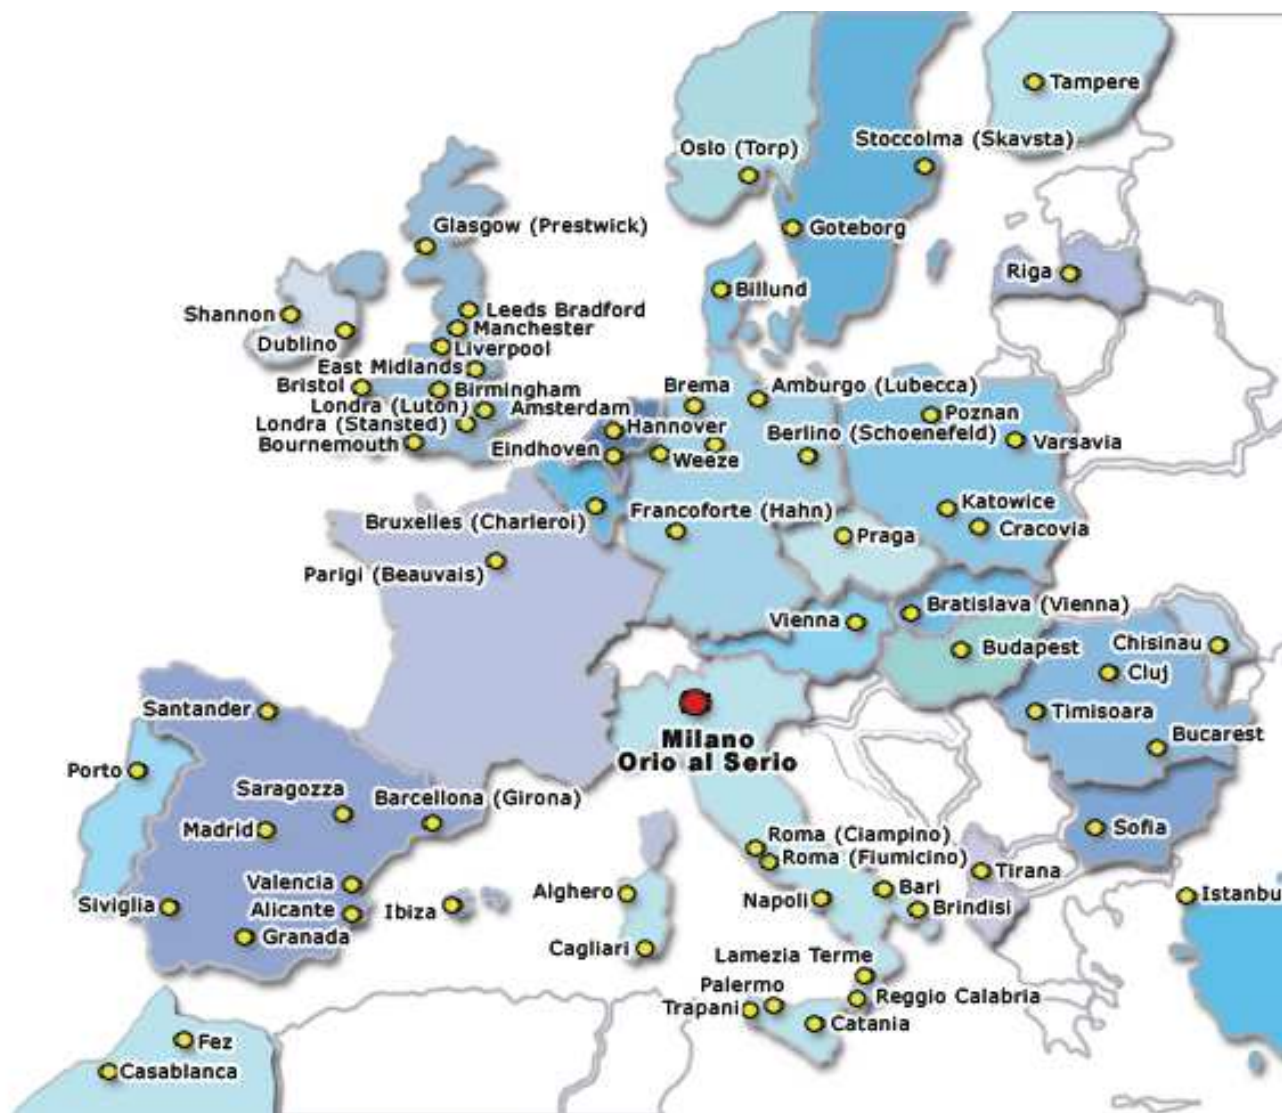 Tampere
Stoccolma (Skavsta)
Oslo (Torp)
Glasgow (Prestwick)
Goteborg
Riga
Billund
Shannon
Leeds Bradford
Manchester
Dublino
Liverpool
East Midlands
Bristol
Birmingham
Brema
Amburgo (Lubecca)
Londra (Luton)
Amsterdam
Poznan
Londra (Stansted)
Hannover
Berlino (Schoenefeld)
Varsavia
Bournemouth
Eindhoven
Weeze
Katowice
Bruxelles (Charleroi)
Francoforte (Hahn)
Cracovia
Praga
Parigi (Beauvais)
Bratislava (Vienna)
Vienna
Budapest
Chisinau
Cluj
Santander
Timisoara
Milano
Orio al Serio
Bucarest
Porto
Saragozza
Barcellona (Girona)
Madrid
Sofia
Roma (Ciampino)
Roma (Fiumicino)
Tirana
Valencia
Alghero
Bari
Istanbu
Siviglia
Alicante
Ibiza
Napoli
Brindisi
Granada
Cagliari
Lamezia Terme
Palermo
Reggio Calabria
Trapani
Catania
Fez
Casablanca